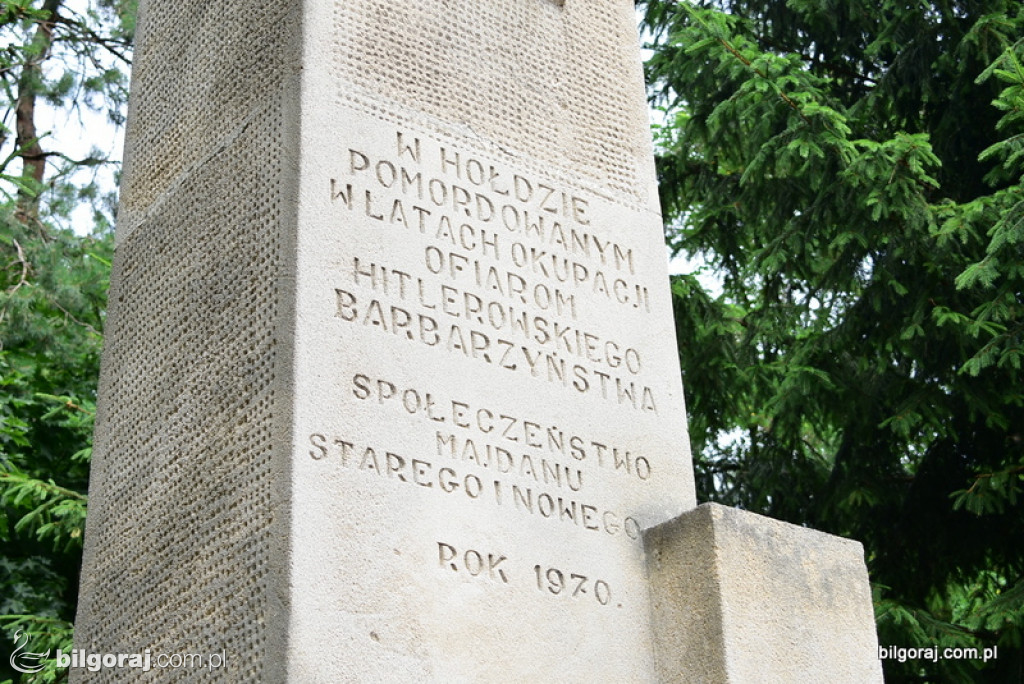 W HOŁDZIE
POMORDOWANYM
W LATACH OKUPACJI
OFIAROM
HITLEROWSKIEGO
BARBARZYŃSTWA
SPOŁECZEŃSTWO
MAJDANU
STAREGO I NOWEGO
ROK 1970.
bilgoraj.com.pl
bilgoraj.com.pl